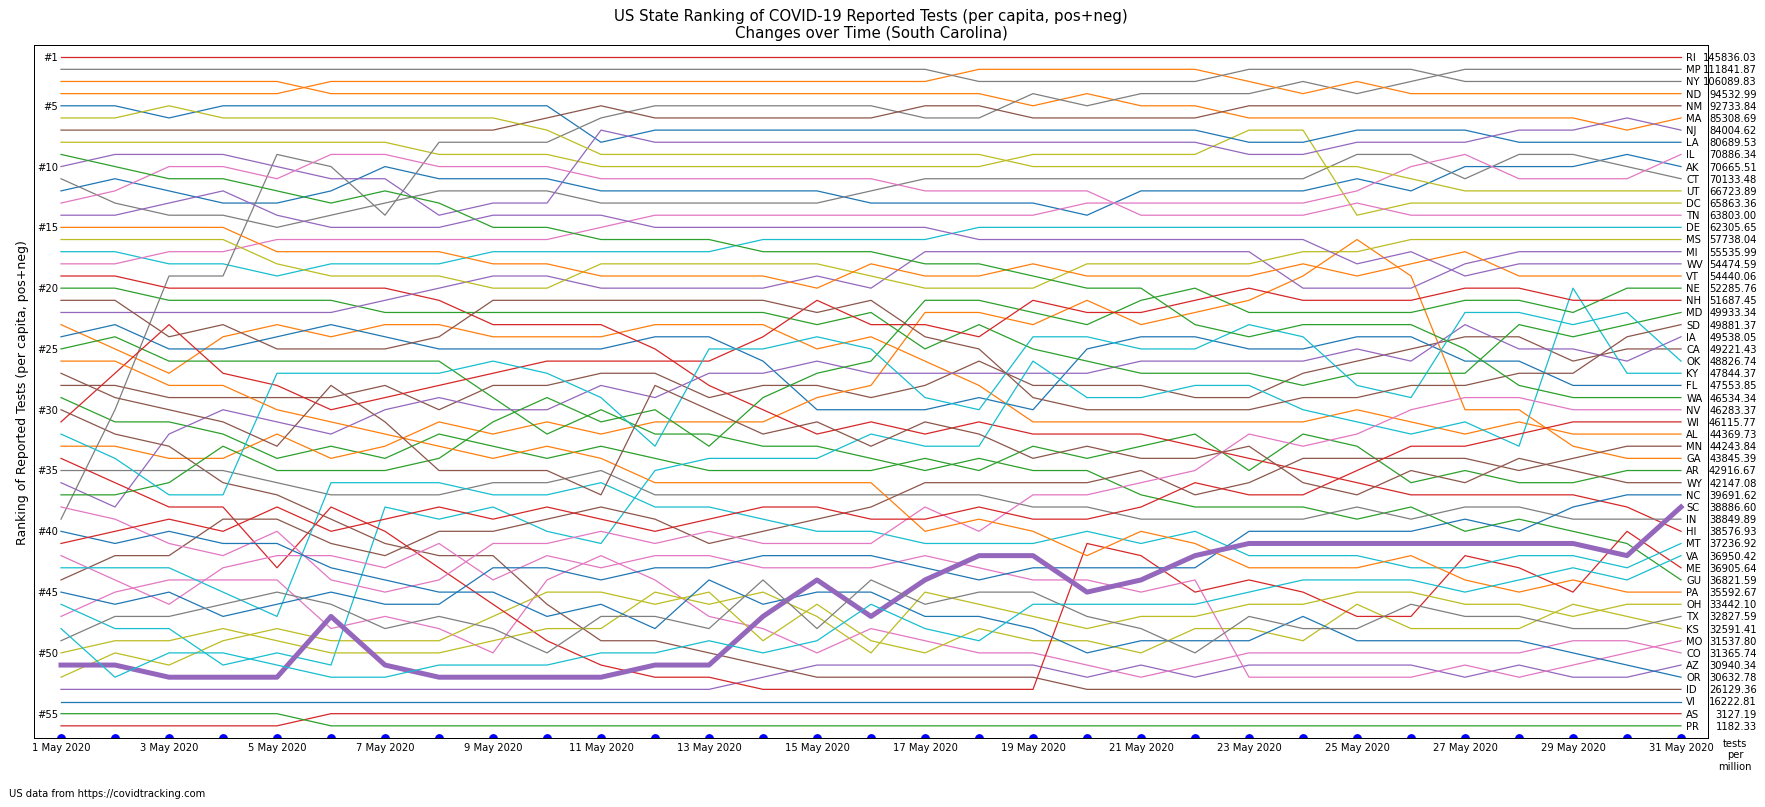 US State Ranking of COVID-19 Reported Tests (per capita, pos+neg)
Changes over Time (South Carolina)
Ranking of Reported Tests (per capita, pos+neg)
#1
#5
#10
#15
#20
#25
#30
#35
#40
#45
#50
#55
RI 145836.03
MP 111841.87
NY 106089.83
ND 94532.99
NM 92733.84
MA 85308.69
NJ 84004.62
LA 80689.53
IL 70886.34
AK 70665.51
CT 70133.48
UT 66723.89
DC 65863.36
TN 63803.00
DE 62305.65
MS 57738.04
MI 55535.99
WV 54474.59
VT 54440.06
NE 52285.76
NH 51687.45
MD 49933.34
SD 49881.37
IA 49538.05
CA 49221.43
OK 48826.74
KY 47844.37
FL 47553.85
WA 46534.34
NV 46283.37
WI 46115.77
AL 44369.73
MN 44243.84
GA 43845.39
AR 42916.67
WY 42147.08
NC 39691.62
SC 38886.60
IN 38849.89
HI 38576.93
MT 37236.92
VA 36950.42
ME 36905.64
GU 36821.59
PA 35592.67
OH 33442.10
TX 32827.59
KS 32591.41
MO 31537.80
CO 31365.74
AZ 30940.34
OR 30632.78
ID 26129.36
VI 16222.81
AS 3127.19
PR 1182.33
1 May 2020 3 May 2020 5 May 2020 7 May 2020 9 May 2020 11 May 2020 13 May 2020 15 May 2020 17 May 2020 19 May 2020 21 May 2020 23 May 2020 25 May 2020 27 May 2020 29 May 2020 31 May 2020
tests
per
million
US data from https://covidtracking.com